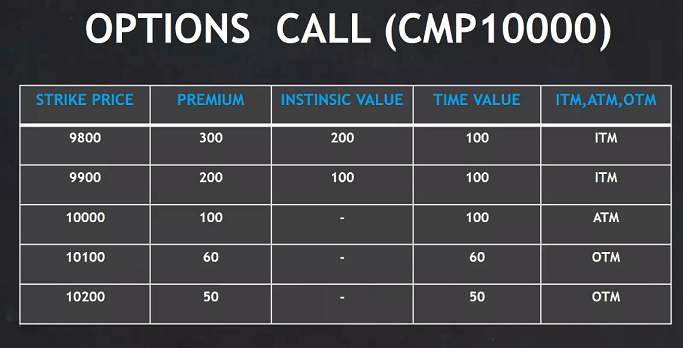 OPTIONS CALL (CMP10000)
STRIKE PRICE PREMIUM INSTINSIC VALUE TIME VALUE ITM,ATM,OTM
9800 300 200 100 ITM
9900 200 100 100 ITM
10000 100 - 100 ATM
10100 60 - 60 OTM
10200 50 - 50 OTM